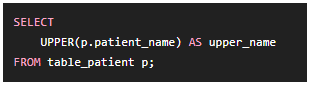 SELECT
    UPPER(p.patient_name) AS upper_name
FROM table_patient p;